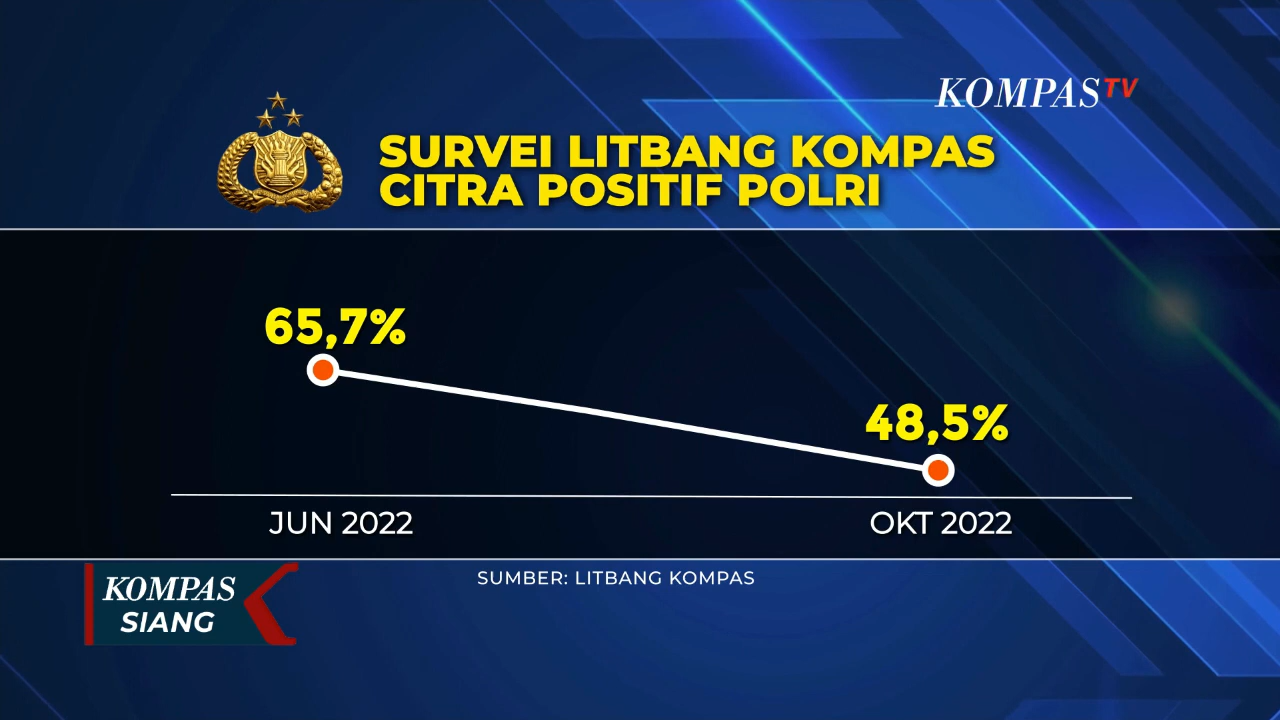 KOMPASTV
SURVEI LITBANG KOMPAS
CITRA POSITIF POLRI
65,7%
48,5%
JUN 2022
OKT 2022
SUMBER: LITBANG KOMPAS
KOMPAS
SIANG